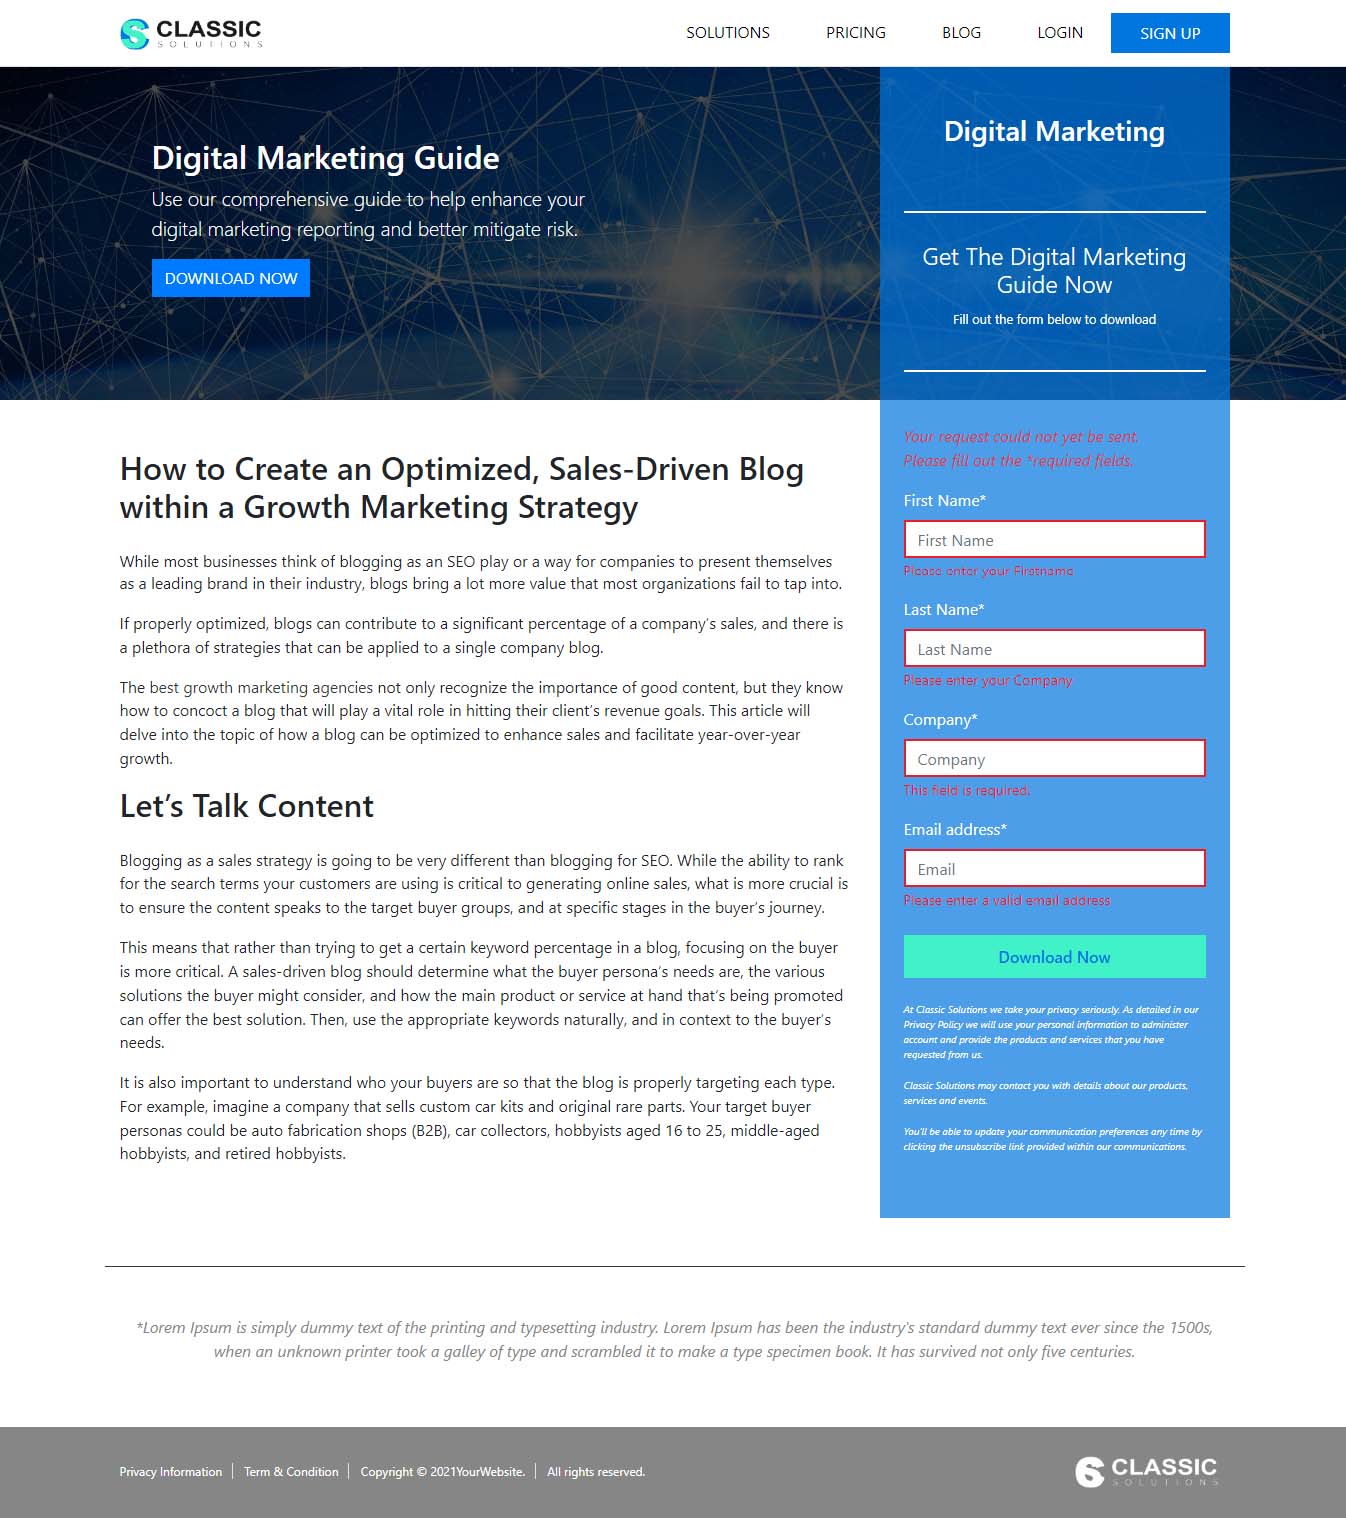 CLASSIC
SOLUTIONS
SOLUTIONS
PRICING
BLOG
LOGIN
SIGN UP
Digital Marketing Guide
Use our comprehensive guide to help enhance your
digital marketing reporting and better mitigate risk.
DOWNLOAD NOW
Digital Marketing
Get The Digital Marketing
Guide Now
Fill out the form below to download
How to Create an Optimized, Sales-Driven Blog
within a Growth Marketing Strategy
While most businesses think of blogging as an SEO play or a way for companies to present themselves
as a leading brand in their industry, blogs bring a lot more value that most organizations fail to tap into.
If properly optimized, blogs can contribute to a significant percentage of a company's sales, and there is
a plethora of strategies that can be applied to a single company blog.
The best growth marketing agencies not only recognize the importance of good content, but they know
how to concoct a blog that will play a vital role in hitting their client's revenue goals. This article will
delve into the topic of how a blog can be optimized to enhance sales and facilitate year-over-year
growth.
Let's Talk Content
Blogging as a sales strategy is going to be very different than blogging for SEO. While the ability to rank
for the search terms your customers are using is critical to generating online sales, what is more crucial is
to ensure the content speaks to the target buyer groups, and at specific stages in the buyer's journey.
This means that rather than trying to get a certain keyword percentage in a blog, focusing on the buyer
is more critical. A sales-driven blog should determine what the buyer persona's needs are, the various
solutions the buyer might consider, and how the main product or service at hand that's being promoted
can offer the best solution. Then, use the appropriate keywords naturally, and in context to the buyer's
needs.
It is also important to understand who your buyers are so that the blog is properly targeting each type.
For example, imagine a company that sells custom car kits and original rare parts. Your target buyer
personas could be auto fabrication shops (B2B), car collectors, hobbyists aged 16 to 25, middle-aged
hobbyists, and retired hobbyists.
Your request could not yet be sent.
Please fill out the *required fields.
First Name*
First Name
Please enter your Firstname
Last Name*
Last Name
Please enter your Company
Company*
Company
This field is required.
Email address*
Email
Please enter a valid email address
Download Now
At Classic Solutions we take your privacy seriously. As detailed in our
Privacy Policy we will use your personal information to administer
account and provide the products and services that you have
requested from us.
Classic Solutions may contact you with details about our products,
services and events.
You'll be able to update your communication preferences any time by
clicking the unsubscribe link provided within our communications.
*Lorem Ipsum is simply dummy text of the printing and typesetting industry. Lorem Ipsum has been the industry's standard dummy text ever since the 1500s,
when an unknown printer took a galley of type and scrambled it to make a type specimen book. It has survived not only five centuries.
Privacy Information
Term & Condition
Copyright © 2021YourWebsite.
All rights reserved.
CLASSIC
SOLUTIONS